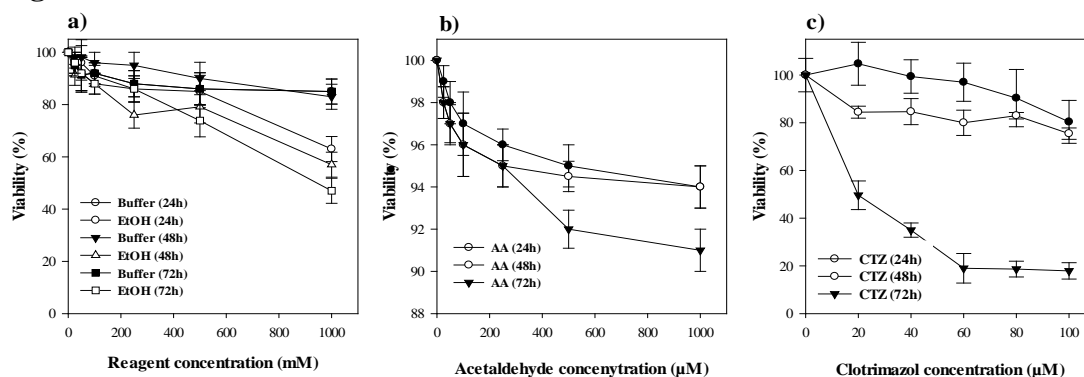 a)
100
80
60
40
20
0
Viability (%)
Buffer (24h)
EtOH (24h)
Buffer (48h)
EtOH (48h)
Buffer (72h)
EtOH (72h)
0 200 400 600 800 1000
Reagent concentration (mM)
b)
100
98
96
94
92
90
88
Viability (%)
AA (24h)
AA (48h)
AA (72h)
0 200 400 600 800 1000
Acetaldehyde concenytration (µM)
c)
120
100
80
60
40
20
0
Viability (%)
CTZ (24h)
CTZ (48h)
CTZ (72h)
0 20 40 60 80 100
Clotrimazol concentration (µM)